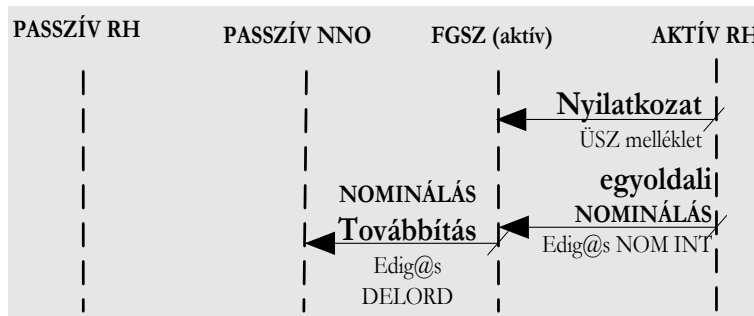 PASSZÍV RH PASSZÍV NNO FGSZ (aktív) AKTÍV RH
Nyilatkozat
ÜSZ melléklet
egyoldali
NOMINÁLÁS
Edig@s NOM INT
NOMINÁLÁS
Továbbítás
Edig@s
DELORD